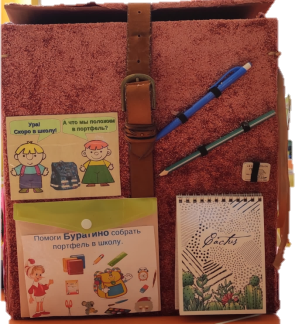 Ура!
Скоро в школу!
А что мы положим
в портфель?
Помоги Буратино собрать
портфель в школу.
Cactus